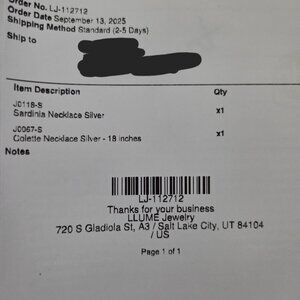 Order No. LJ-112712
Order Date September 13, 2025
Shipping Method Standard (2-5 Days)
Ship to
Item Description Qty
J0118-S
Sardinia Necklace Silver x1
J0067-S
Colette Necklace Silver - 18 inches x1
Notes
LJ-112712
Thanks for your business
LLUME Jewelry
720 S Gladiola St, A3 / Salt Lake City, UT 84104
/ US
Page 1 of 1